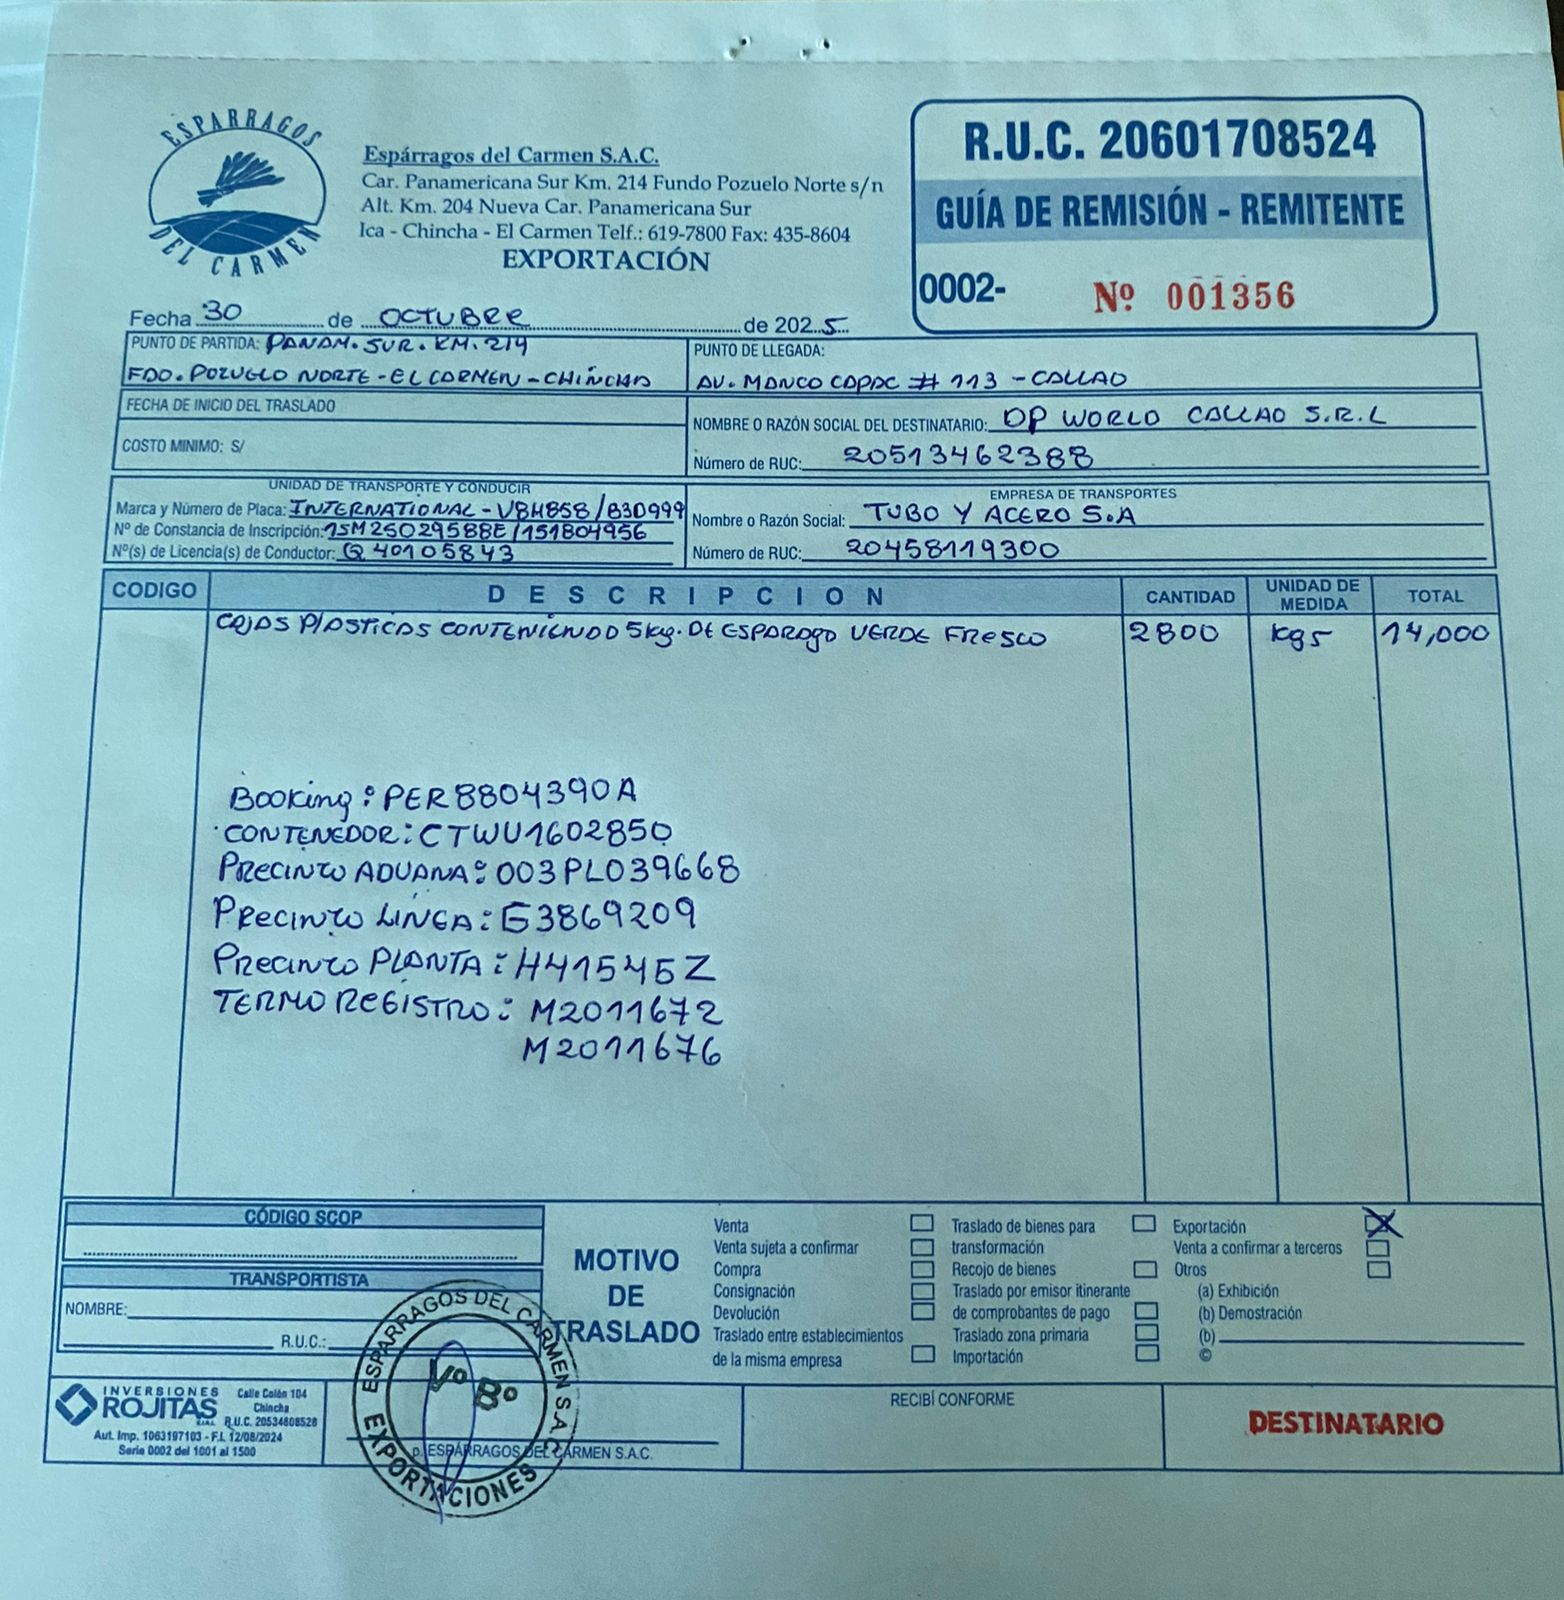 ESPARRAGOS
DEL CARMEN
Espárragos del Carmen S.A.C.
Car. Panamericana Sur Km. 214 Fundo Pozuelo Norte s/n
Alt. Km. 204 Nueva Car. Panamericana Sur
Ica - Chincha - El Carmen Telf.: 619-7800 Fax: 435-8604
EXPORTACIÓN
R.U.C. 20601708524
GUÍA DE REMISIÓN - REMITENTE
0002- Nº 001356
Fecha 30 de OCTUBRE de 2025
PUNTO DE PARTIDA: PANAM. SUR. KM. 214
FDO. POZUELO NORTE - EL CARMEN - CHINCHA
PUNTO DE LLEGADA:
AV. MANCO CAPAC # 113 - CALLAO
FECHA DE INICIO DEL TRASLADO
COSTO MINIMO: S/
NOMBRE O RAZÓN SOCIAL DEL DESTINATARIO: DP WORLD CALLAO S.R.L
Número de RUC: 20513462388
UNIDAD DE TRANSPORTE Y CONDUCIR
Marca y Número de Placa: INTERNATIONAL - V8H858/B3D999
Nº de Constancia de Inscripción: 15M25029588E/151804956
Nº(s) de Licencia(s) de Conductor: Q40105843
EMPRESA DE TRANSPORTES
Nombre o Razón Social: TUBO Y ACERO S.A
Número de RUC: 20458119300
CODIGO DESCRIPCION CANTIDAD UNIDAD DE MEDIDA TOTAL
CAJAS PLASTICAS CONTENIENDO 5kg. DE ESPARAGO VERDE FRESCO 2800 kgs 14,000
Booking: PER8804390A
CONTENEDOR: CTWU1602850
PRECINTO ADUANA: 003PL039668
PRECINTO LINEA: G3869209
PRECINTO PLANTA: H41545Z
TERMO REGISTRO: M2011672
M2011676
CÓDIGO SCOP
TRANSPORTISTA
NOMBRE:
R.U.C.:
MOTIVO
DE
TRASLADO
Venta
Venta sujeta a confirmar
Compra
Consignación
Devolución
Traslado entre establecimientos
de la misma empresa
Traslado de bienes para
transformación
Recojo de bienes
Traslado por emisor itinerante
de comprobantes de pago
Traslado zona primaria
Importación
Exportación X
Venta a confirmar a terceros
Otros
(a) Exhibición
(b) Demostración
(b)
©
INVERSIONES
ROJITAS
E.I.R.L.
Calle Colón 104
Chincha
R.U.C. 20534808528
Aut. Imp. 1063197103 - F.I. 12/08/2024
Serie 0002 del 1001 al 1500
ESPARRAGOS DEL CARMEN S.A.C.
Vº Bº
EXPORTACIONES
p. ESPÁRRAGOS DEL CARMEN S.A.C.
RECIBÍ CONFORME
DESTINATARIO